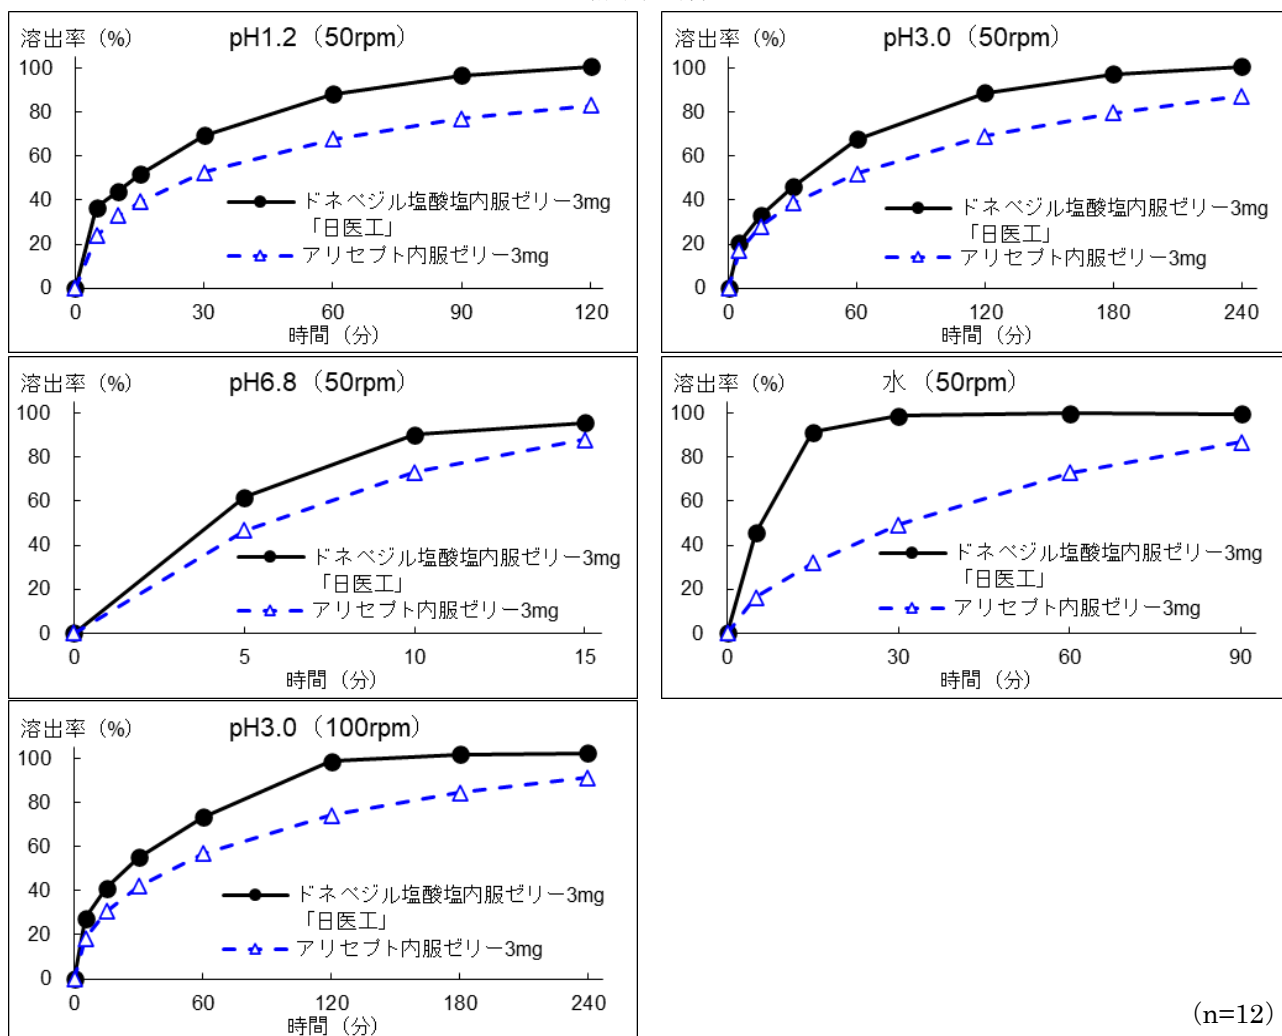 溶出率 (%)
pH1.2（50rpm）
100
80
60
40
20
0
ドネペジル塩酸塩内服ゼリー3mg
「日医工」
アリセプト内服ゼリー3mg
0 30 60 90 120
時間（分）
溶出率 (%)
pH3.0（50rpm）
100
80
60
40
20
0
ドネペジル塩酸塩内服ゼリー3mg
「日医工」
アリセプト内服ゼリー3mg
0 60 120 180 240
時間（分）
溶出率 (%)
pH6.8（50rpm）
100
80
60
40
20
0
ドネペジル塩酸塩内服ゼリー3mg
「日医工」
アリセプト内服ゼリー3mg
0 5 10 15
時間（分）
溶出率 (%)
水（50rpm）
100
80
60
40
20
0
ドネペジル塩酸塩内服ゼリー3mg
「日医工」
アリセプト内服ゼリー3mg
0 30 60 90
時間（分）
溶出率 (%)
pH3.0（100rpm）
100
80
60
40
20
0
ドネペジル塩酸塩内服ゼリー3mg
「日医工」
アリセプト内服ゼリー3mg
0 60 120 180 240
時間（分）
(n=12)